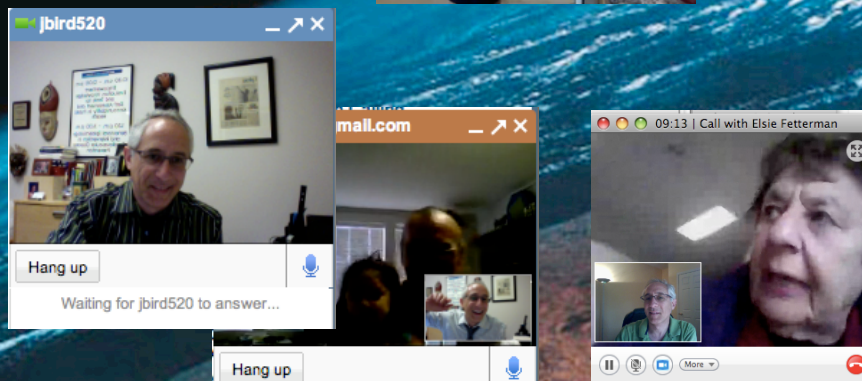 jbird520
Hang up
Waiting for jbird520 to answer...
mail.com
Hang up
09:13 | Call with Elsie Fetterman
More